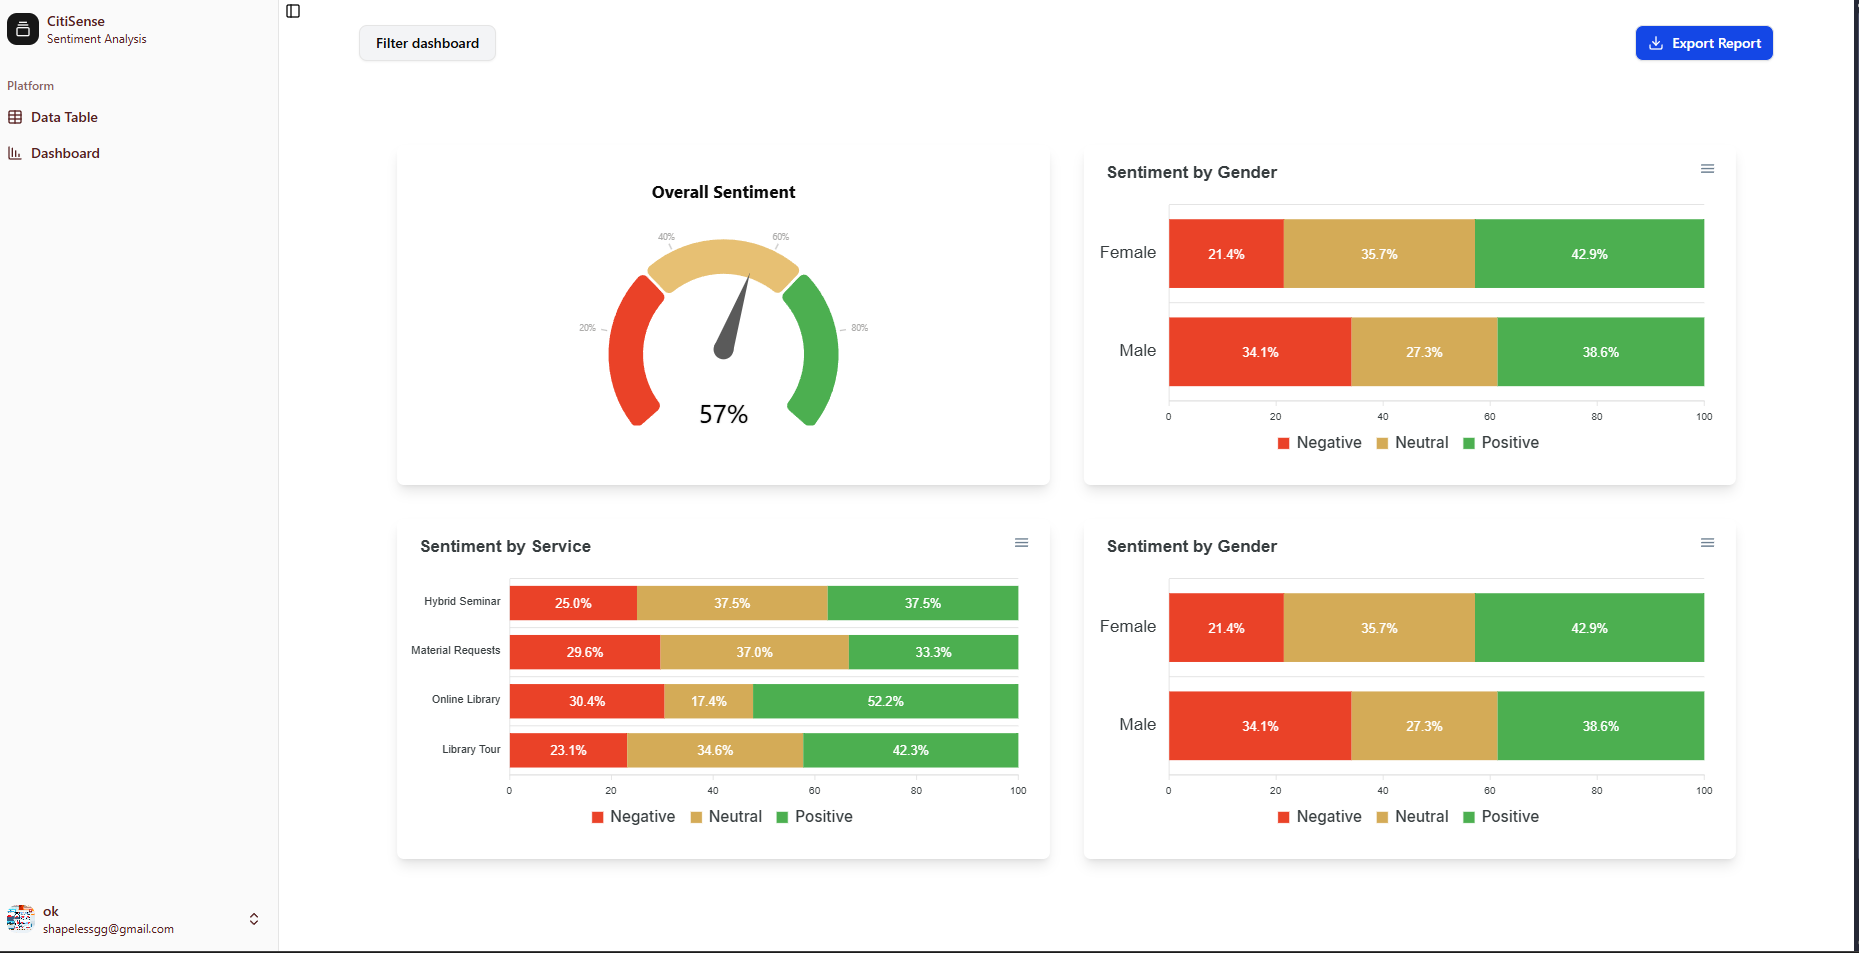 CitiSense
Sentiment Analysis
Platform
Data Table
Dashboard
ok
shapelessgg@gmail.com
Filter dashboard
Export Report
Overall Sentiment
20%
40%
60%
80%
57%
Sentiment by Gender
Female
21.4% 35.7% 42.9%
Male
34.1% 27.3% 38.6%
0 20 40 60 80 100
Negative Neutral Positive
Sentiment by Service
Hybrid Seminar
25.0% 37.5% 37.5%
Material Requests
29.6% 37.0% 33.3%
Online Library
30.4% 17.4% 52.2%
Library Tour
23.1% 34.6% 42.3%
0 20 40 60 80 100
Negative Neutral Positive
Sentiment by Gender
Female
21.4% 35.7% 42.9%
Male
34.1% 27.3% 38.6%
0 20 40 60 80 100
Negative Neutral Positive